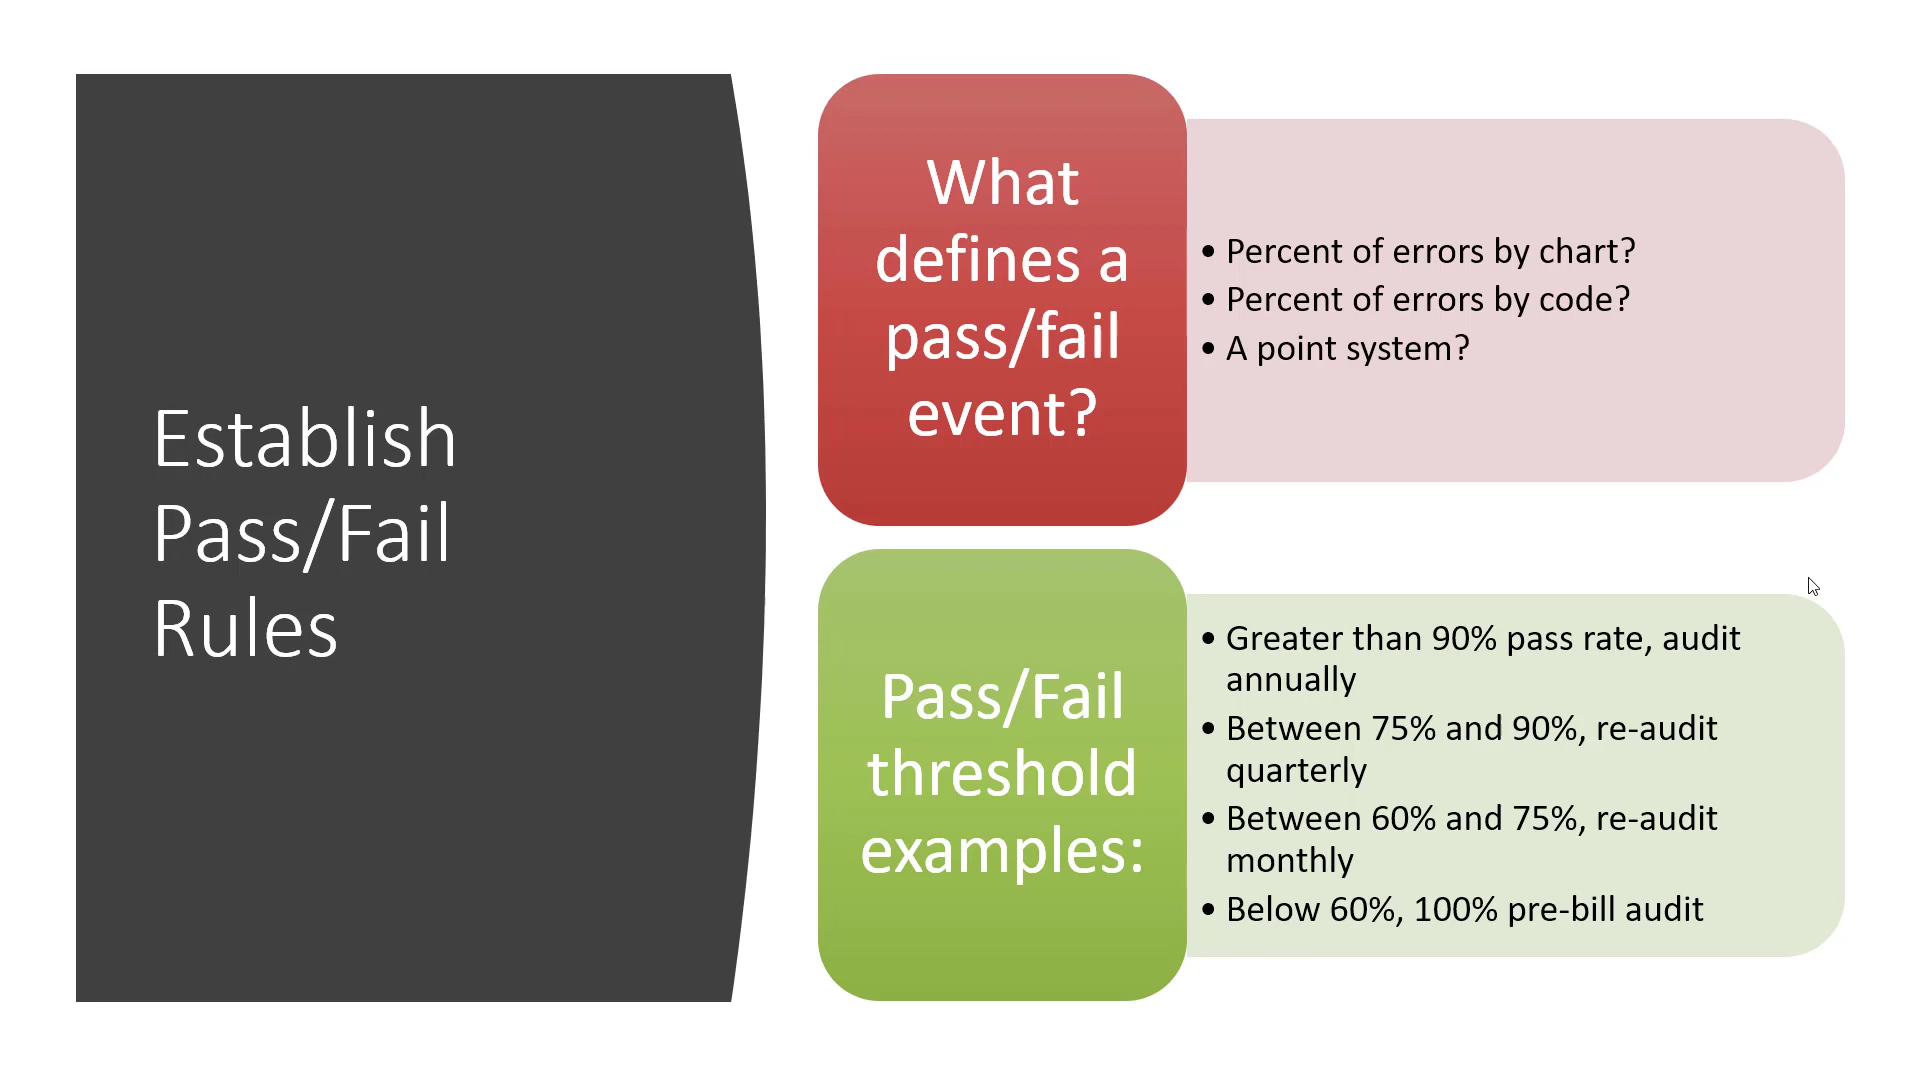 Establish
Pass/Fail
Rules
What
defines a
pass/fail
event?
• Percent of errors by chart?
• Percent of errors by code?
• A point system?
Pass/Fail
threshold
examples:
• Greater than 90% pass rate, audit
annually
• Between 75% and 90%, re-audit
quarterly
• Between 60% and 75%, re-audit
monthly
• Below 60%, 100% pre-bill audit